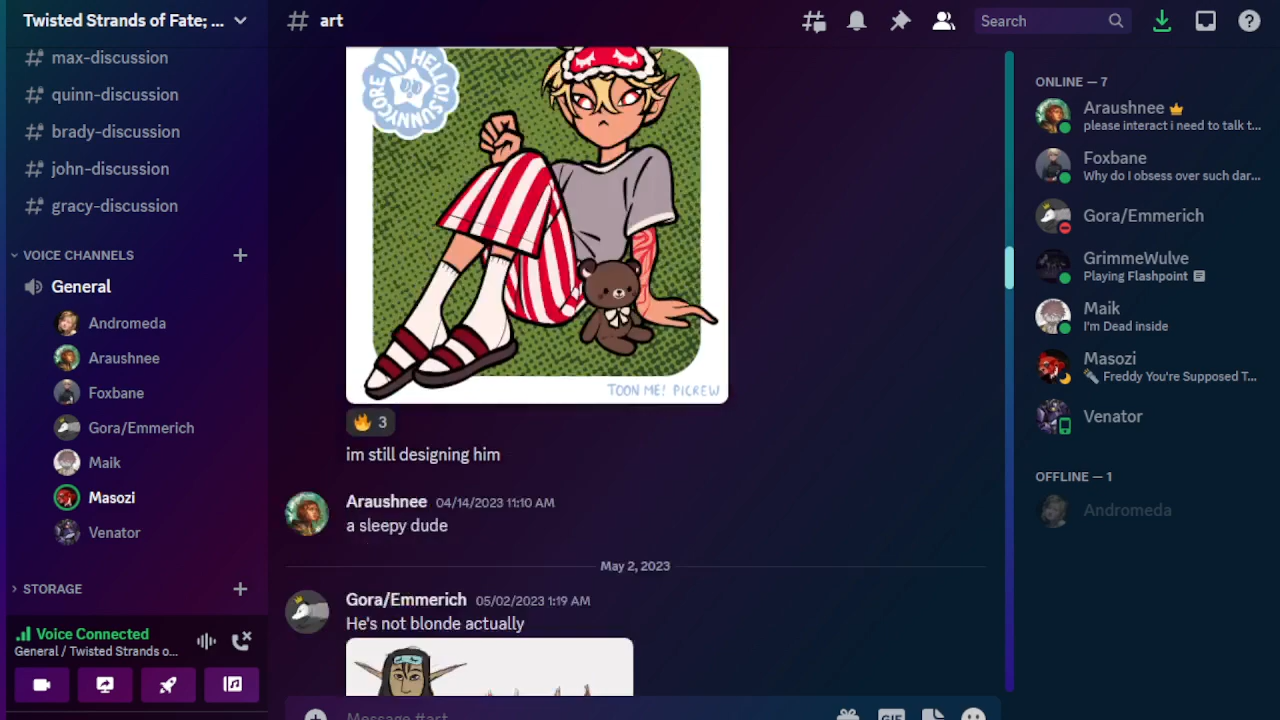 Twisted Strands of Fate; ...
max-discussion
quinn-discussion
brady-discussion
john-discussion
gracy-discussion
VOICE CHANNELS
General
Andromeda
Araushnee
Foxbane
Gora/Emmerich
Maik
Masozi
Venator
STORAGE
Voice Connected
General / Twisted Strands o...
art
Search
HELLO! SUNNYCORE
TOON ME! PICREW
3
im still designing him
Araushnee 04/14/2023 11:10 AM
a sleepy dude
May 2, 2023
Gora/Emmerich 05/02/2023 1:19 AM
He's not blonde actually
Message #art
GIF
ONLINE — 7
Araushnee
please interact i need to talk t...
Foxbane
Why do I obsess over such dar...
Gora/Emmerich
GrimmeWulve
Playing Flashpoint
Maik
I'm Dead inside
Masozi
Freddy You're Supposed T...
Venator
OFFLINE — 1
Andromeda